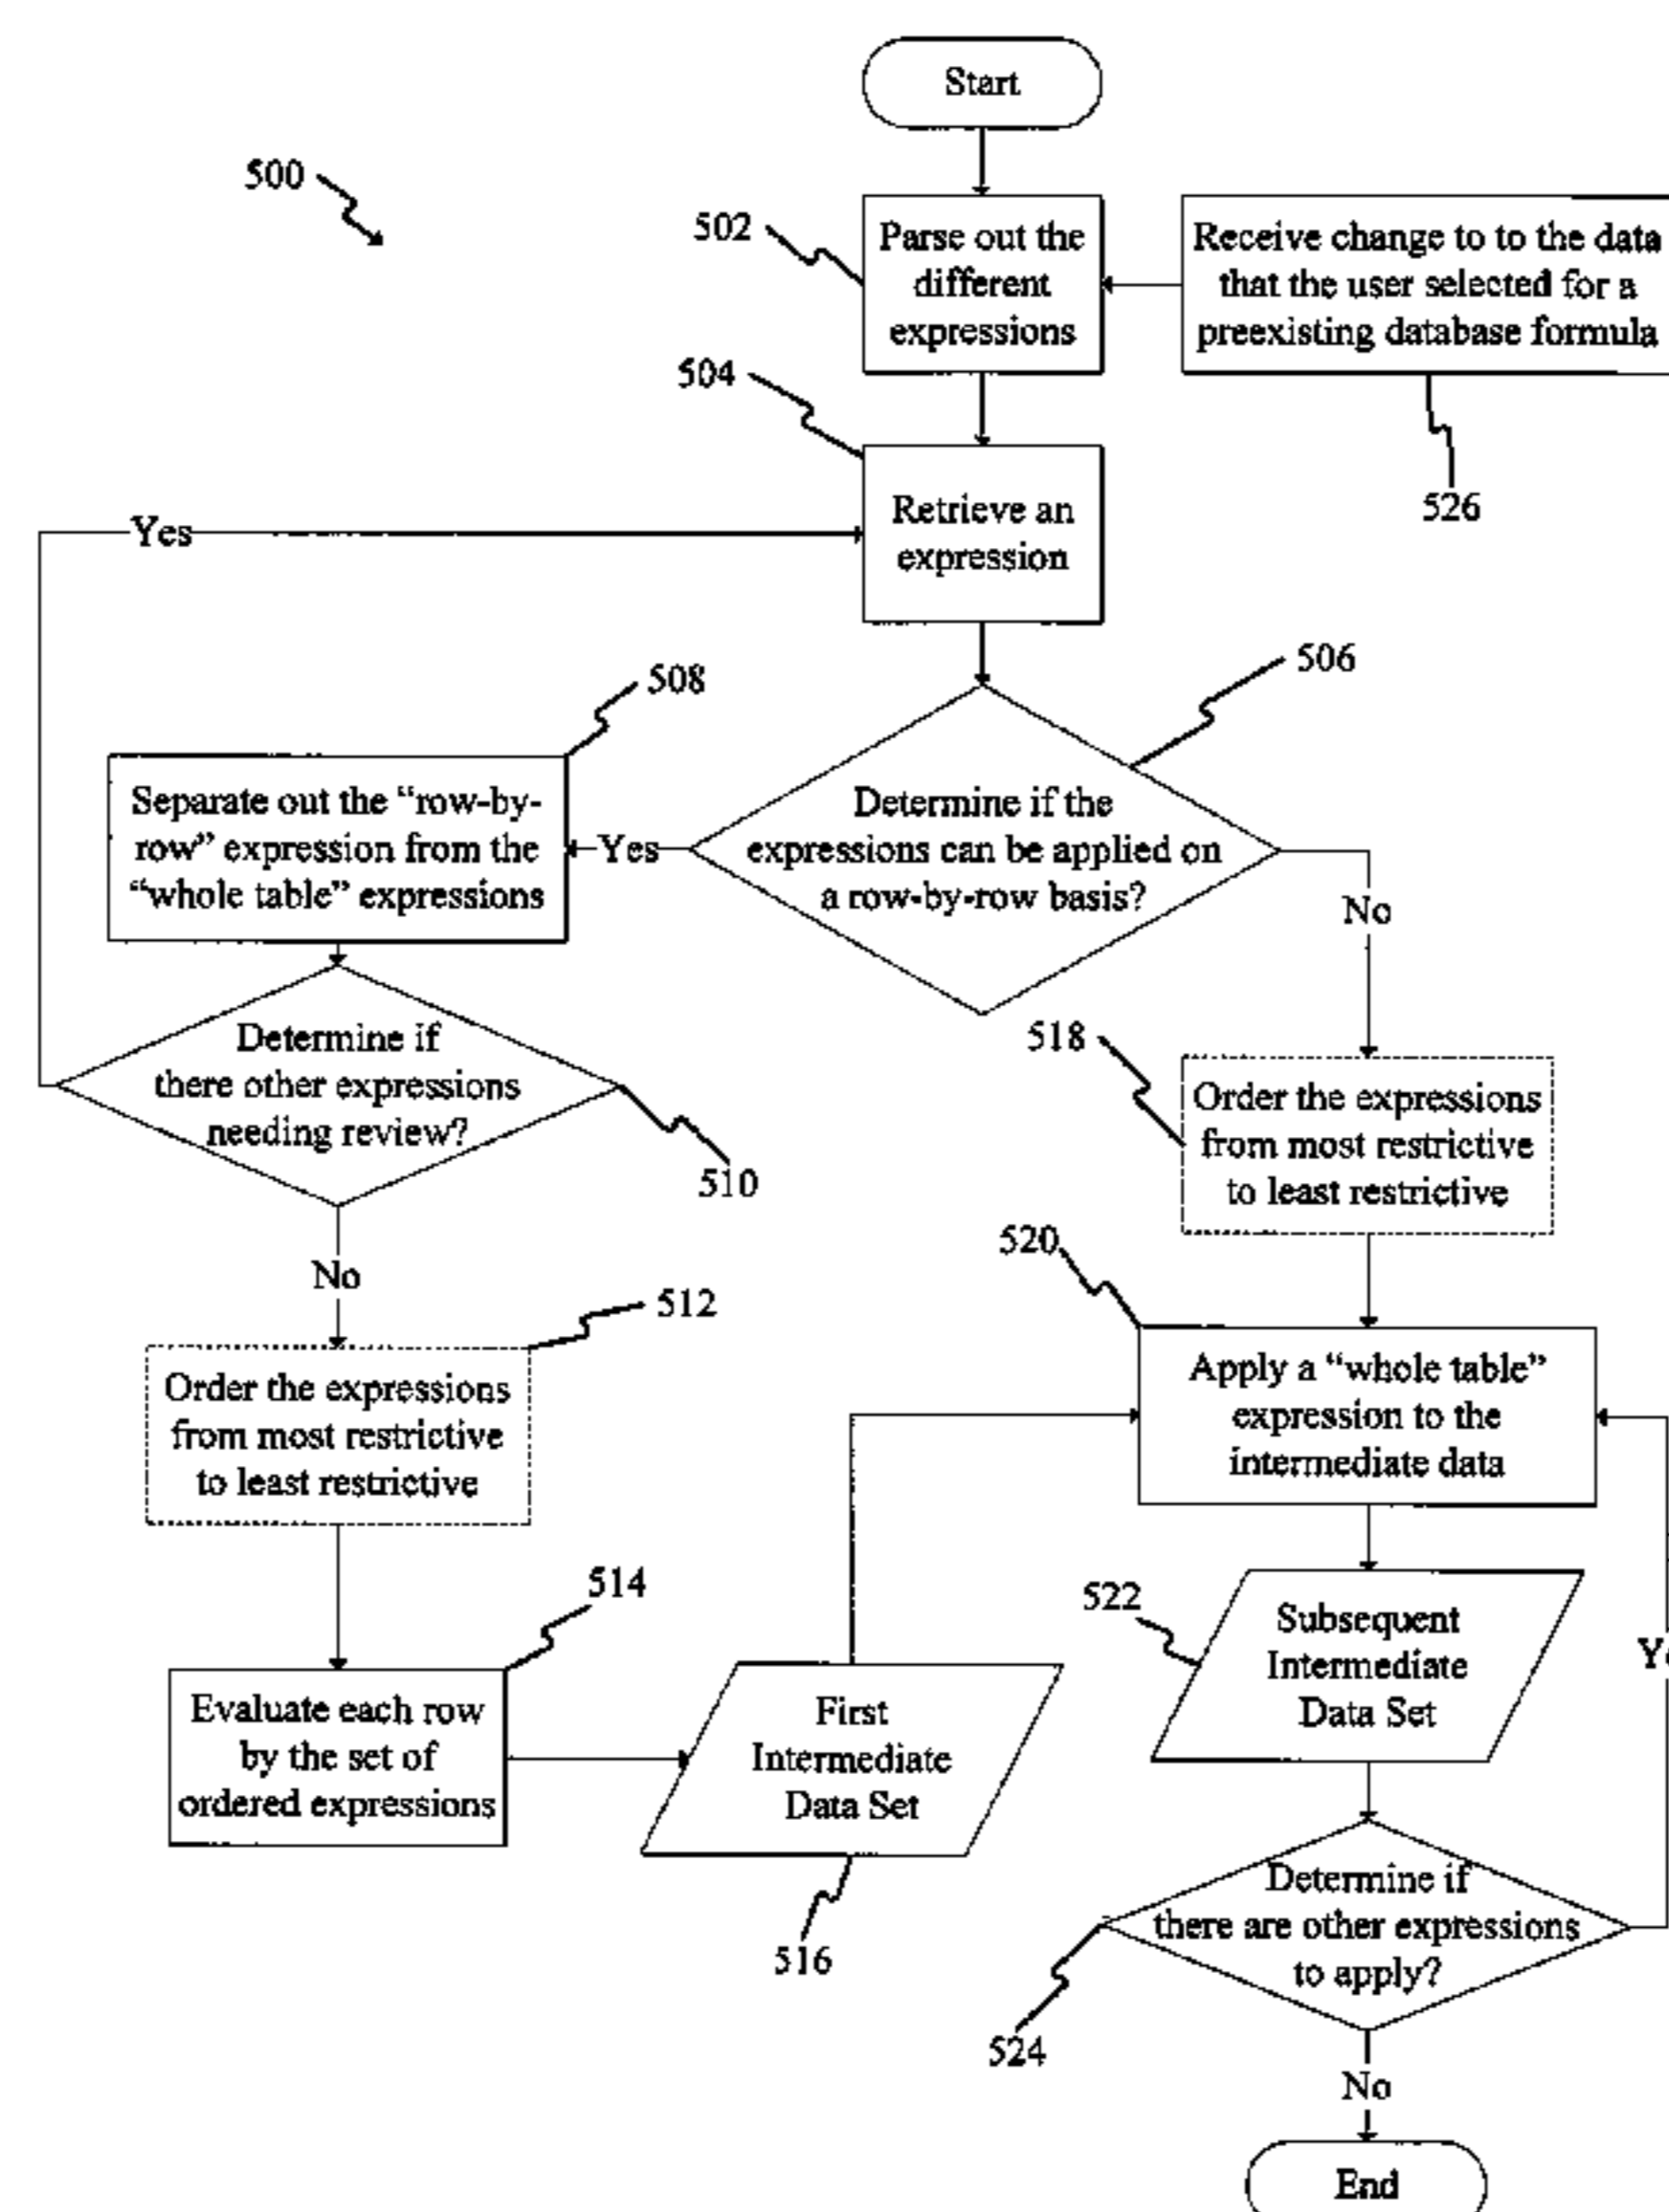 Start
500
502
Parse out the
different
expressions
Receive change to to the data
that the user selected for a
preexisting database formula
526
504
Retrieve an
expression
Yes
506
Determine if the
expressions can be applied on
a row-by-row basis?
Yes
No
508
Separate out the “row-by-
row” expression from the
“whole table” expressions
Determine if
there other expressions
needing review?
510
No
512
Order the expressions
from most restrictive
to least restrictive
514
Evaluate each row
by the set of
ordered expressions
First
Intermediate
Data Set
516
518
Order the expressions
from most restrictive
to least restrictive
520
Apply a “whole table”
expression to the
intermediate data
522
Subsequent
Intermediate
Data Set
Determine if
there are other expressions
to apply?
524
No
End